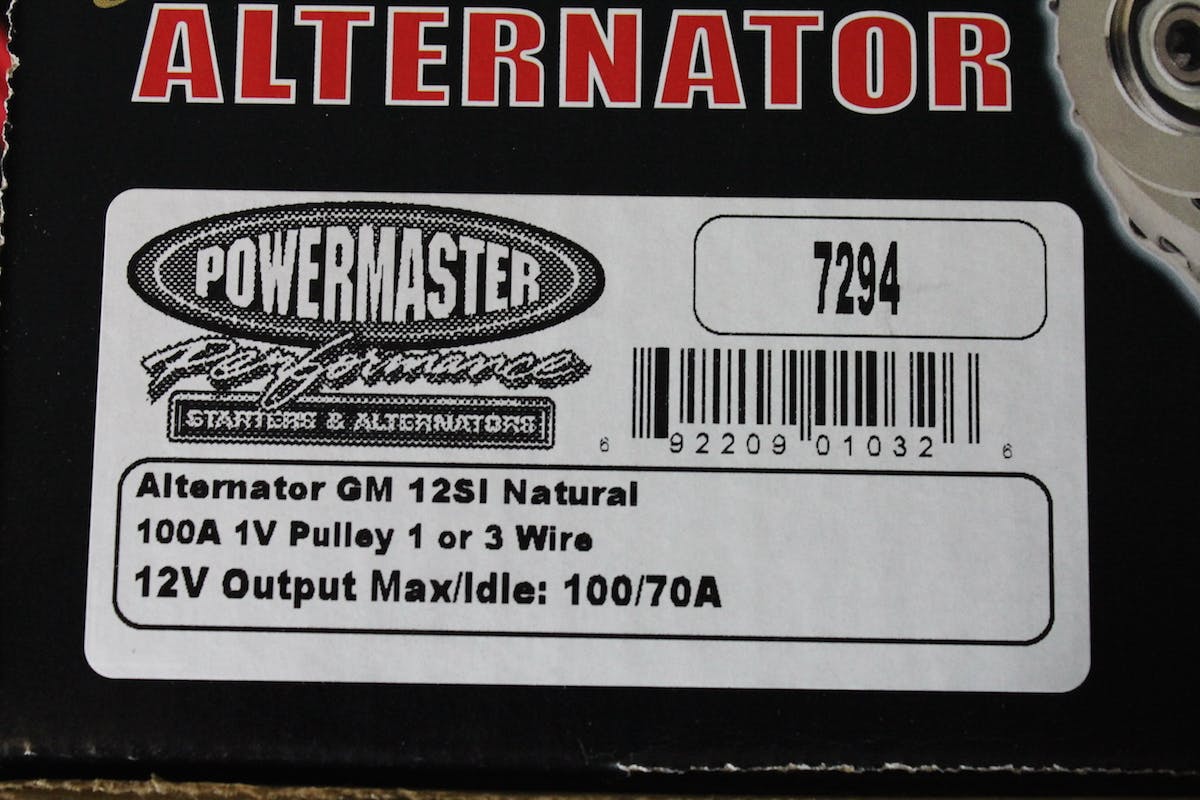 ALTERNATOR
POWERMASTER
Performance
STARTERS & ALTERNATORS
7294
6 92209 01032 6
Alternator GM 12SI Natural
100A 1V Pulley 1 or 3 Wire
12V Output Max/Idle: 100/70A